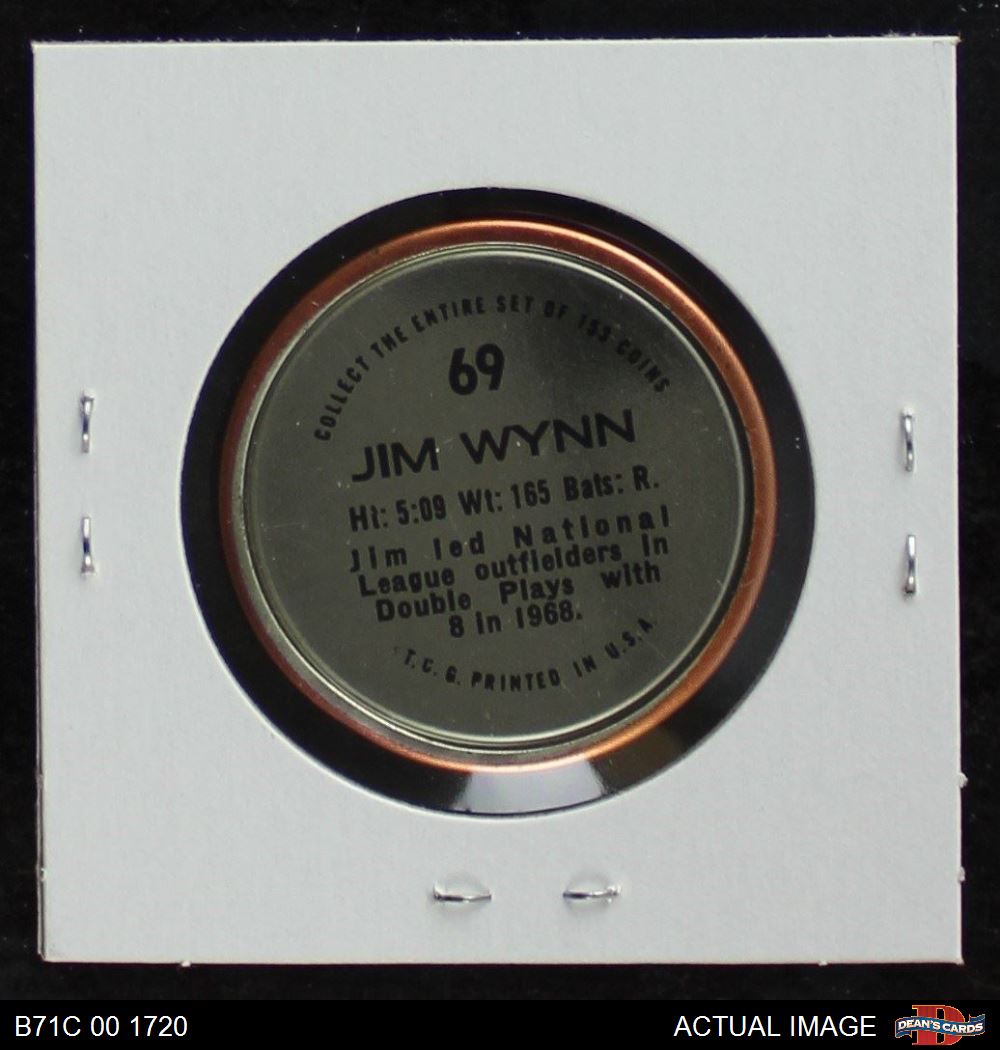 COLLECT THE ENTIRE SET OF 153 COINS
69
JIM WYNN
Ht: 5:09 Wt: 165 Bats: R.
Jim led National
League outfielders in
Double Plays with
8 in 1968.
T.C.G. PRINTED IN U.S.A.
B71C 00 1720
ACTUAL IMAGE
DEAN'S CARDS